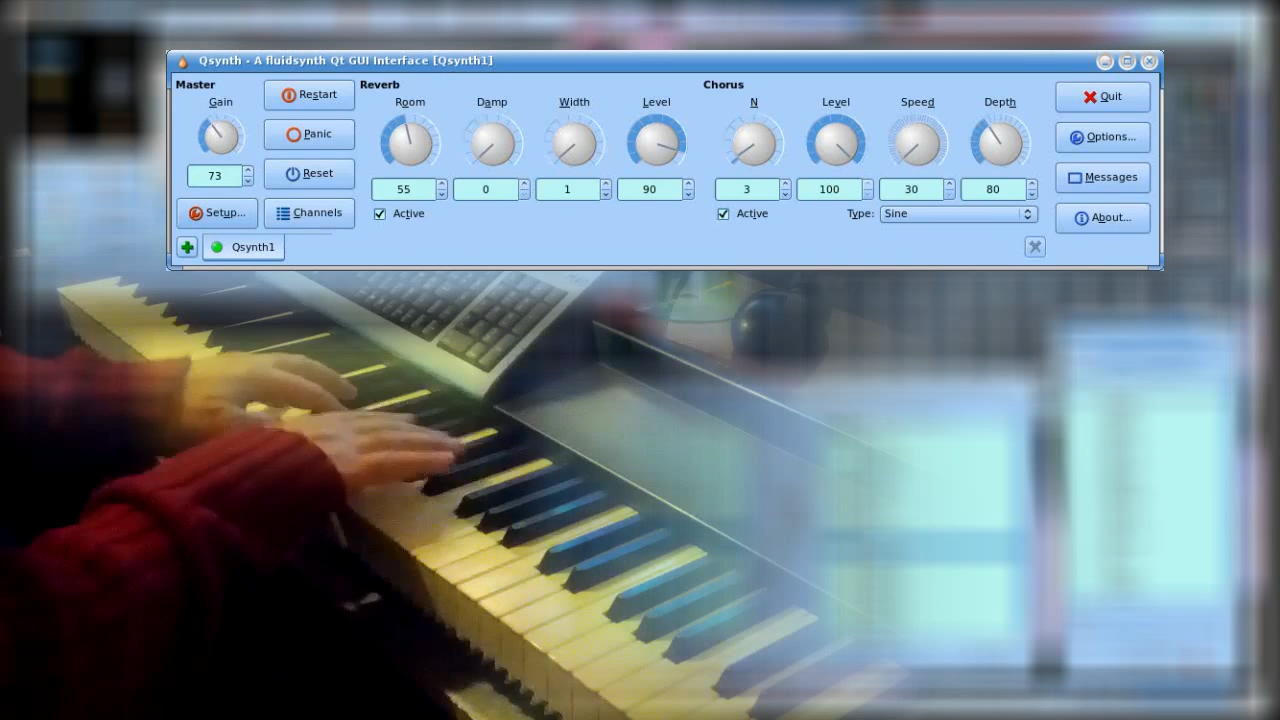 Qsynth - A fluidsynth Qt GUI Interface [Qsynth1]
Master
Gain
73
Setup...
Restart
Panic
Reset
Channels
Reverb
Room Damp Width Level
55 0 1 90
Active
Chorus
N Level Speed Depth
3 100 30 80
Active Type: Sine
Quit
Options...
Messages
About...
Qsynth1